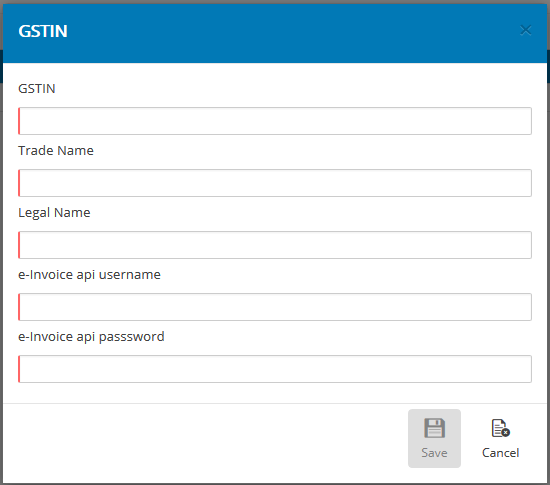 GSTIN
GSTIN
Trade Name
Legal Name
e-Invoice api username
e-Invoice api passsword
Save
Cancel